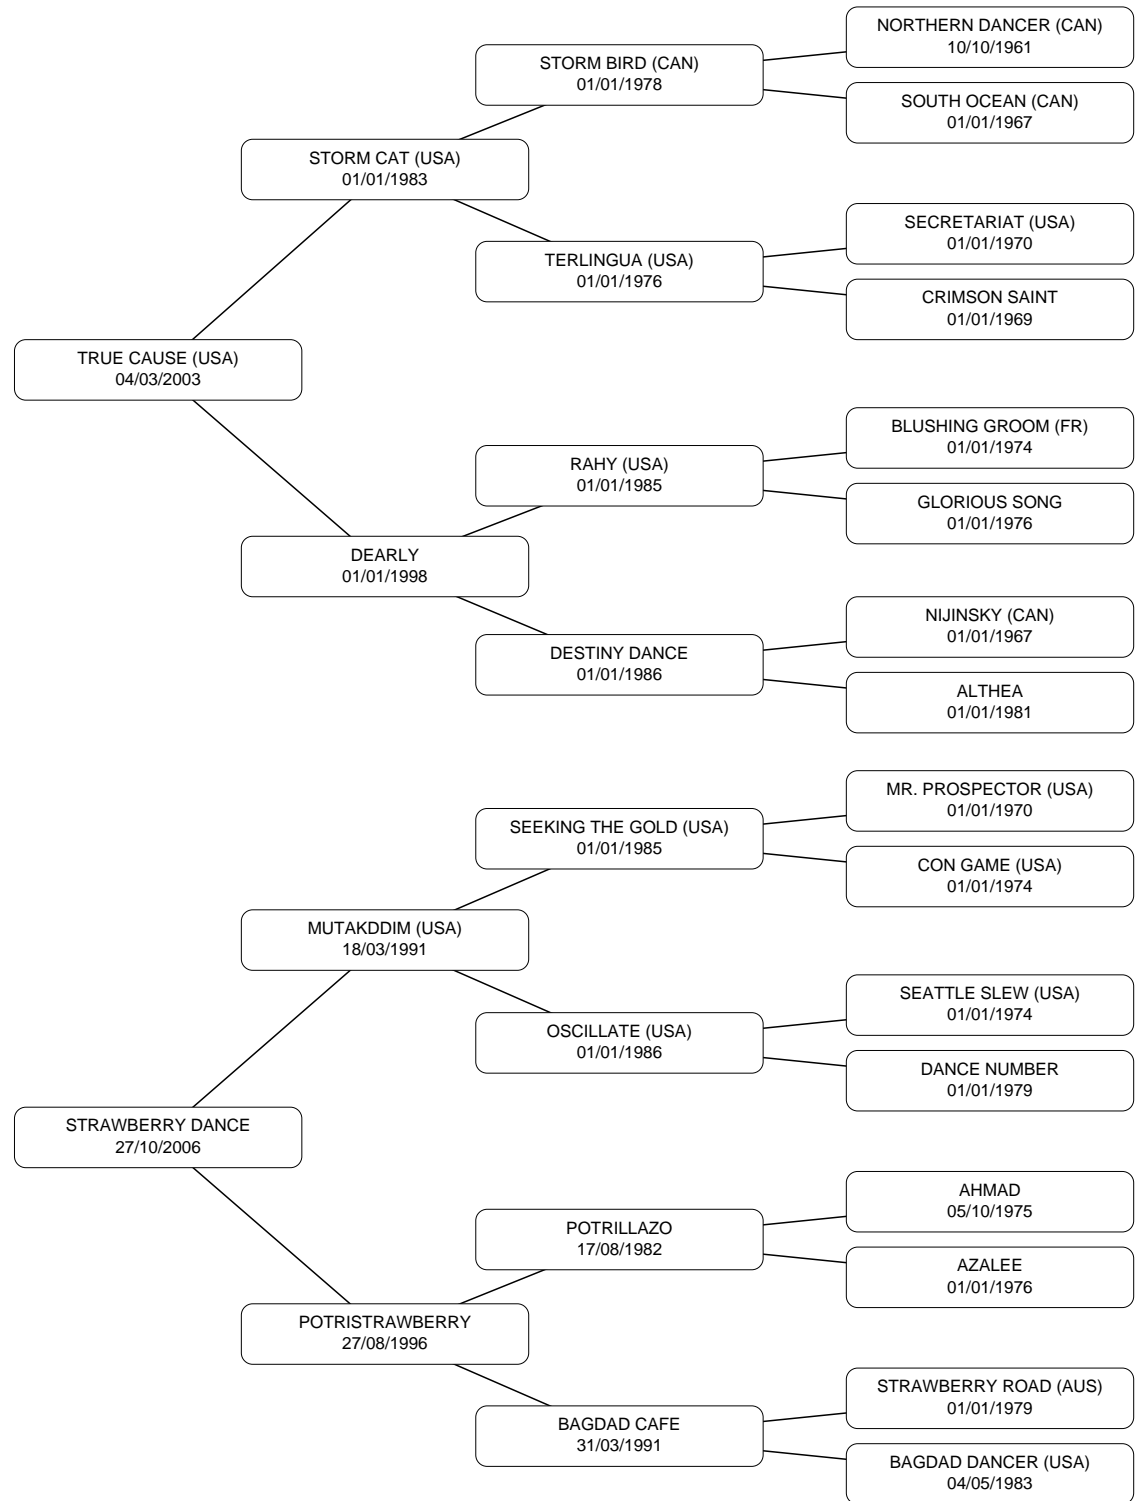 NORTHERN DANCER (CAN)
10/10/1961
STORM BIRD (CAN)
01/01/1978
SOUTH OCEAN (CAN)
01/01/1967
STORM CAT (USA)
01/01/1983
SECRETARIAT (USA)
01/01/1970
TERLINGUA (USA)
01/01/1976
CRIMSON SAINT
01/01/1969
TRUE CAUSE (USA)
04/03/2003
BLUSHING GROOM (FR)
01/01/1974
RAHY (USA)
01/01/1985
GLORIOUS SONG
01/01/1976
DEARLY
01/01/1998
NIJINSKY (CAN)
01/01/1967
DESTINY DANCE
01/01/1986
ALTHEA
01/01/1981
MR. PROSPECTOR (USA)
01/01/1970
SEEKING THE GOLD (USA)
01/01/1985
CON GAME (USA)
01/01/1974
MUTAKDDIM (USA)
18/03/1991
SEATTLE SLEW (USA)
01/01/1974
OSCILLATE (USA)
01/01/1986
DANCE NUMBER
01/01/1979
STRAWBERRY DANCE
27/10/2006
AHMAD
05/10/1975
POTRILLAZO
17/08/1982
AZALEE
01/01/1976
POTRISTRAWBERRY
27/08/1996
STRAWBERRY ROAD (AUS)
01/01/1979
BAGDAD CAFE
31/03/1991
BAGDAD DANCER (USA)
04/05/1983